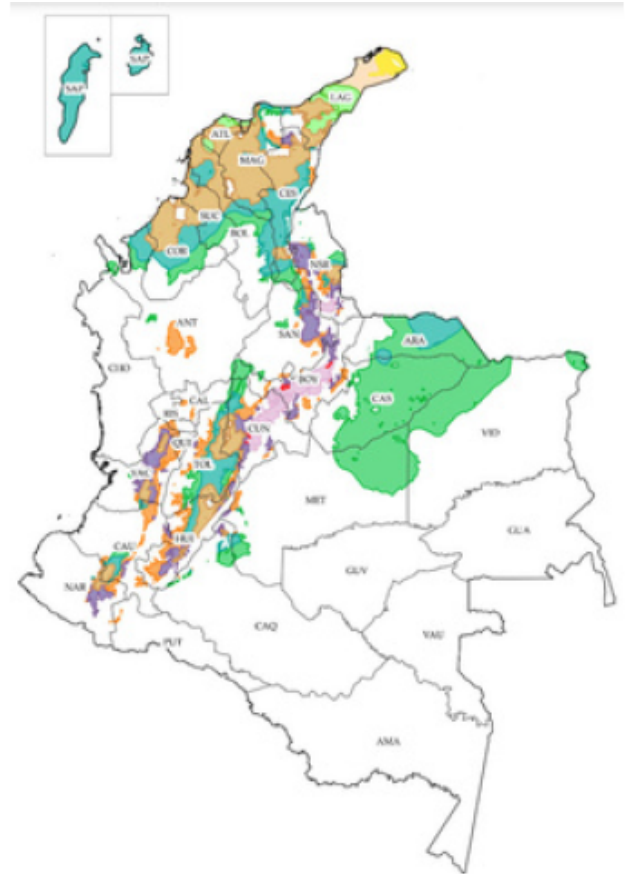 SAP
SAP
LAG
ATL
MAG
CES
SUC
COR
BOL
NSR
ANT
SAN
ARA
CHO
BOY
CAS
CAL
RIS
CUN
QUI
VID
TOL
VAC
MET
GUA
CAU
HUI
GUV
NAR
CAQ
VAU
PUT
AMA